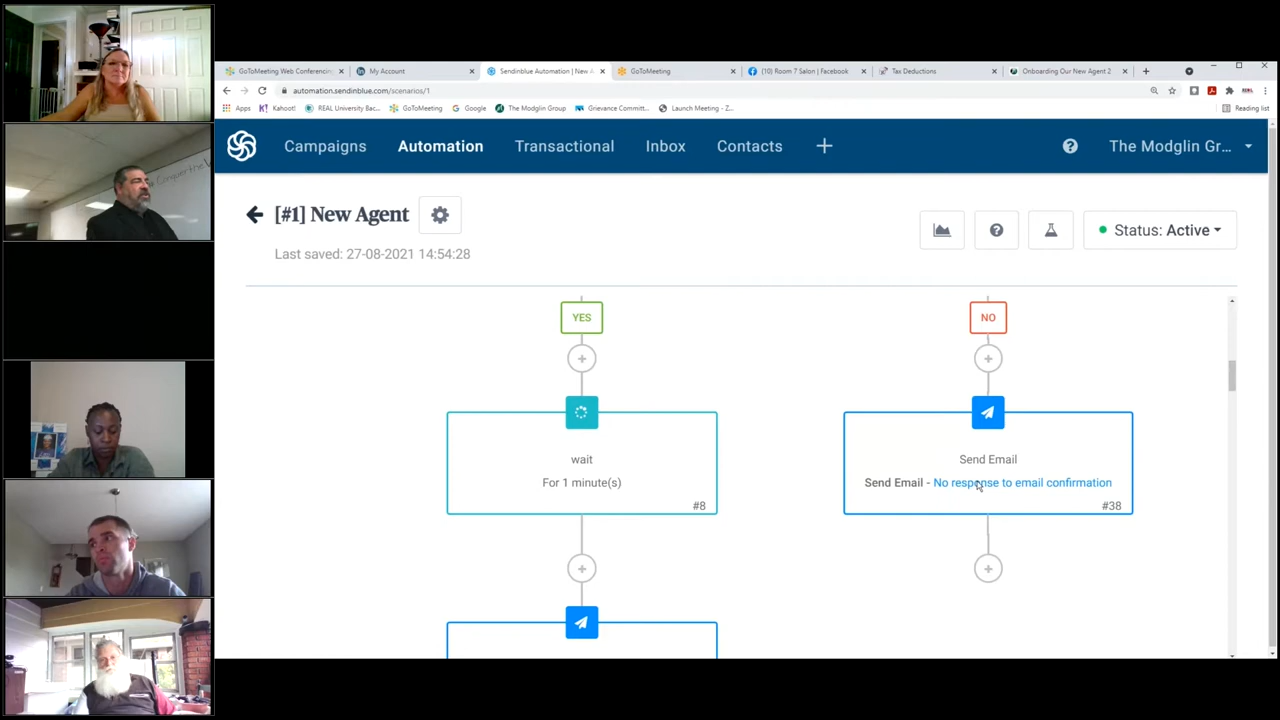 GoToMeeting Web Conferencing
My Account
Sendinblue Automation | New A
GoToMeeting
(10) Room 7 Salon | Facebook
Tax Deductions
Onboarding Our New Agent 2
automation.sendinblue.com/scenarios/1
Apps
Kahoot!
REAL University Bac...
GoToMeeting
Google
The Modglin Group
Grievance Committ...
Launch Meeting - Z...
Reading list
Campaigns
Automation
Transactional
Inbox
Contacts
The Modglin Gr...
[#1] New Agent
Status: Active
Last saved: 27-08-2021 14:54:28
YES
NO
wait
For 1 minute(s)
#8
Send Email
Send Email - No response to email confirmation
#38
Conquer the